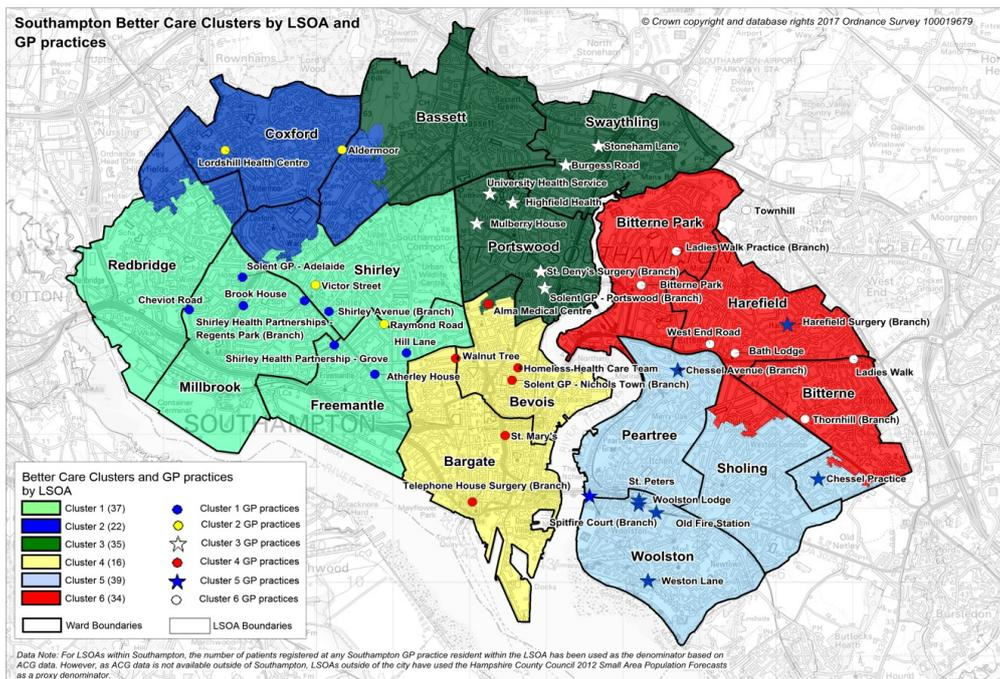 Southampton Better Care Clusters by LSOA and
GP practices
© Crown copyright and database rights 2017 Ordnance Survey 100019679
Rownhams
North
Stoneham
SOUTHAMPTON AIRPORT
(PARKWAY) STA
Nursling
Bassett
Swaythling
Stoneham Lane
Burgess Road
Coxford
Lordshill Health Centre
Aldermoor
University Health Service
Highfield Health
Mulberry House
Portswood
St. Deny's Surgery (Branch)
Solent GP - Portswood (Branch)
Alma Medical Centre
Townhill
Moorgreen
Bitterne Park
Ladies Walk Practice (Branch)
Bitterne Park
Harefield
Harefield Surgery (Branch)
West End Road
Bath Lodge
Chessel Avenue (Branch)
Ladies Walk
Bitterne
Thornhill (Branch)
Redbridge
Solent GP - Adelaide
Shirley
Victor Street
Cheviot Road
Brook House
Shirley Avenue (Branch)
Raymond Road
Shirley Health Partnerships -
Regents Park (Branch)
Hill Lane
Shirley Health Partnership - Grove
Atherley House
Millbrook
Freemantle
SOUTHAMPTON
Walnut Tree
Homeless Health Care Team
Solent GP - Nichols Town (Branch)
Bevois
St. Mary's
Bargate
Telephone House Surgery (Branch)
Peartree
Sholing
St. Peters
Chessel Practice
Woolston Lodge
Spitfire Court (Branch)
Old Fire Station
Woolston
Weston Lane
Better Care Clusters and GP practices
by LSOA
Cluster 1 (37) Cluster 1 GP practices
Cluster 2 (22) Cluster 2 GP practices
Cluster 3 (35) Cluster 3 GP practices
Cluster 4 (16) Cluster 4 GP practices
Cluster 5 (39) Cluster 5 GP practices
Cluster 6 (34) Cluster 6 GP practices
Ward Boundaries LSOA Boundaries
Data Note: For LSOAs within Southampton, the number of patients registered at any Southampton GP practice resident within the LSOA has been used as the denominator based on
ACG data. However, as ACG data is not available outside of Southampton, LSOAs outside of the city have used the Hampshire County Council 2012 Small Area Population Forecasts
as a proxy denominator.